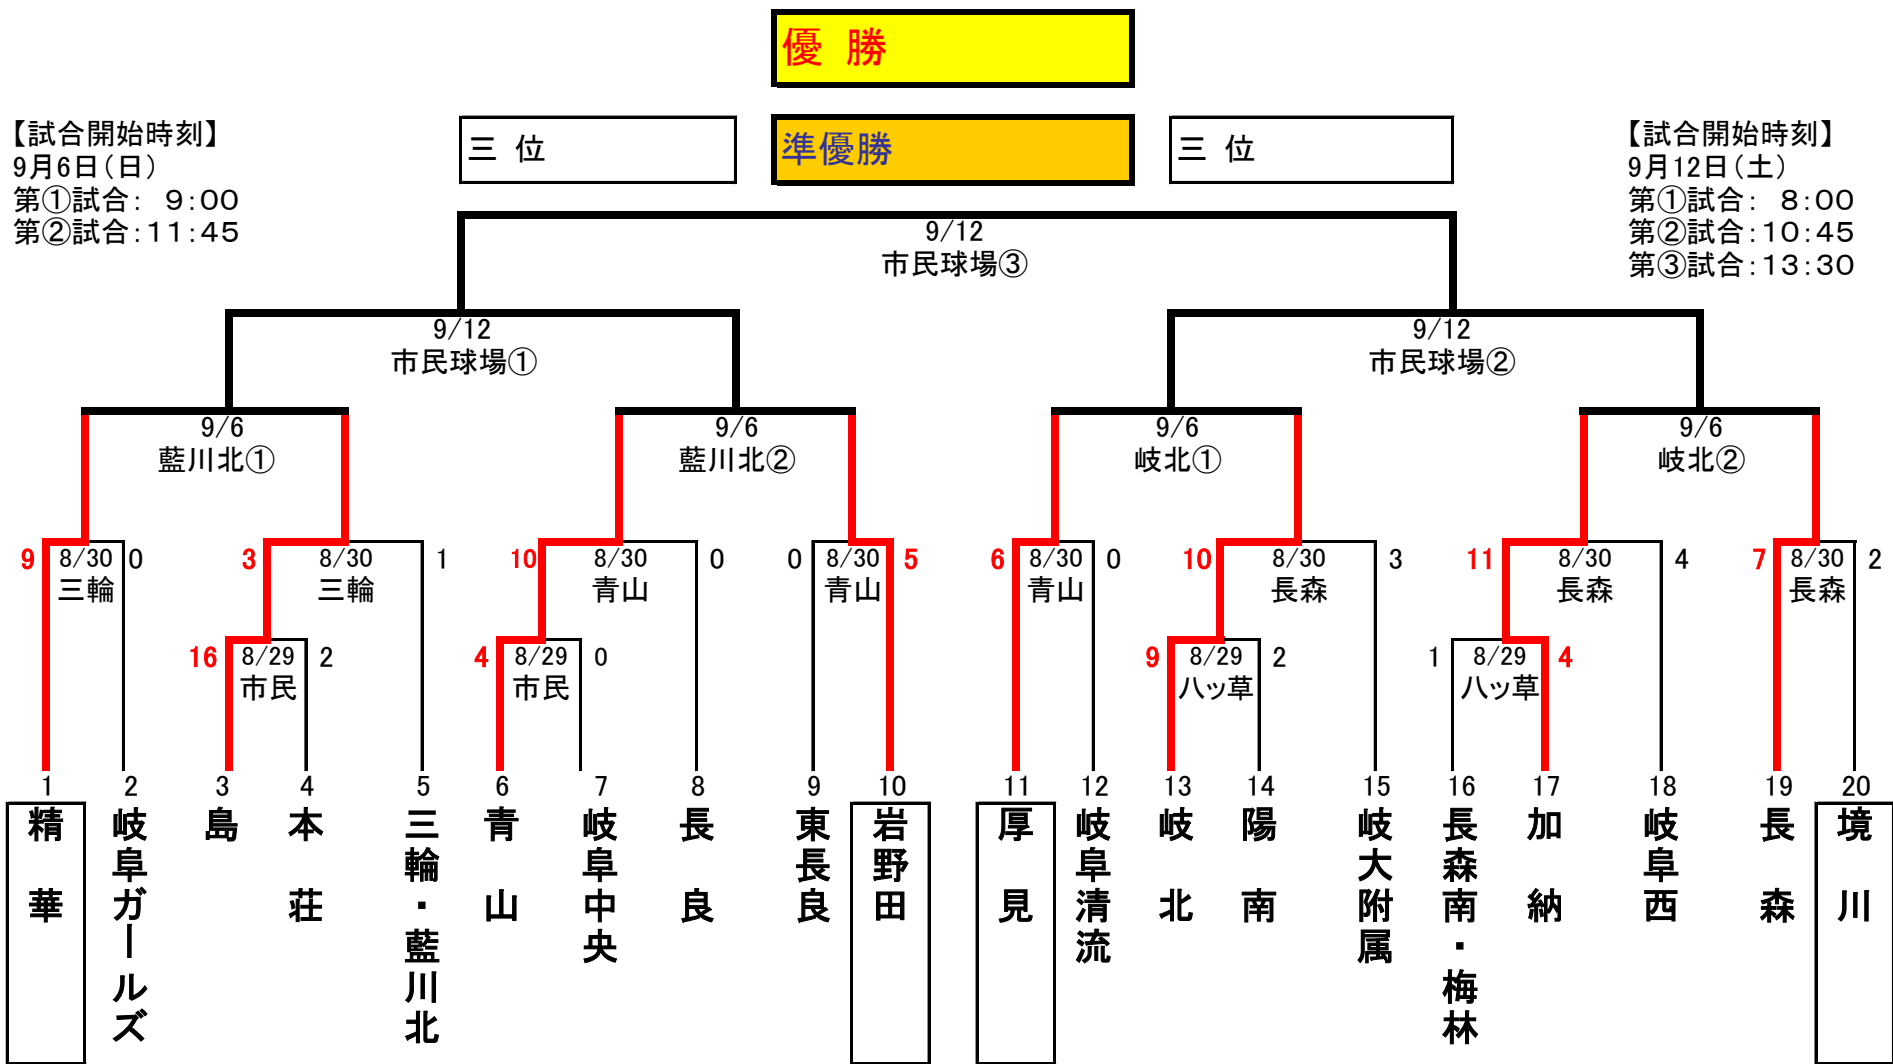 優 勝
三 位
準優勝
三 位
【試合開始時刻】
9月6日(日)
第①試合: 9:00
第②試合:11:45
【試合開始時刻】
9月12日(土)
第①試合: 8:00
第②試合:10:45
第③試合:13:30
9/12
市民球場③
9/12
市民球場①
9/12
市民球場②
9/6
藍川北①
9/6
藍川北②
9/6
岐北①
9/6
岐北②
9 8/30 0
三輪
3 8/30 1
三輪
10 8/30 0
青山
0 8/30 5
青山
6 8/30 0
青山
10 8/30 3
長森
11 8/30 4
長森
7 8/30 2
長森
16 8/29 2
市民
4 8/29 0
市民
9 8/29 2
八ッ草
1 8/29 4
八ッ草
1 2 3 4 5 6 7 8 9 10 11 12 13 14 15 16 17 18 19 20
精華
岐阜ガールズ
島
本荘
三輪・藍川北
青山
岐阜中央
長良
東長良
岩野田
厚見
岐阜清流
岐北
陽南
岐大附属
長森南・梅林
加納
岐阜西
長森
境川